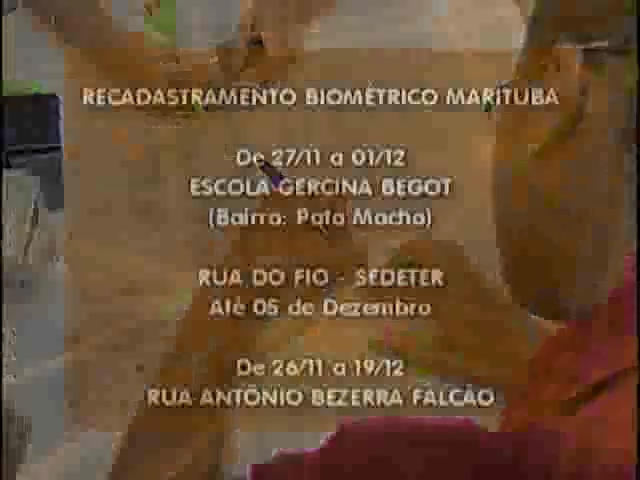 RECADASTRAMENTO BIOMÉTRICO MARITUBA
De 27/11 a 01/12
ESCOLA GERCINA BEGOT
(Bairro: Pato Macho)
RUA DO FIO - SEDETER
Até 05 de Dezembro
De 26/11 a 19/12
RUA ANTÔNIO BEZERRA FALCÃO